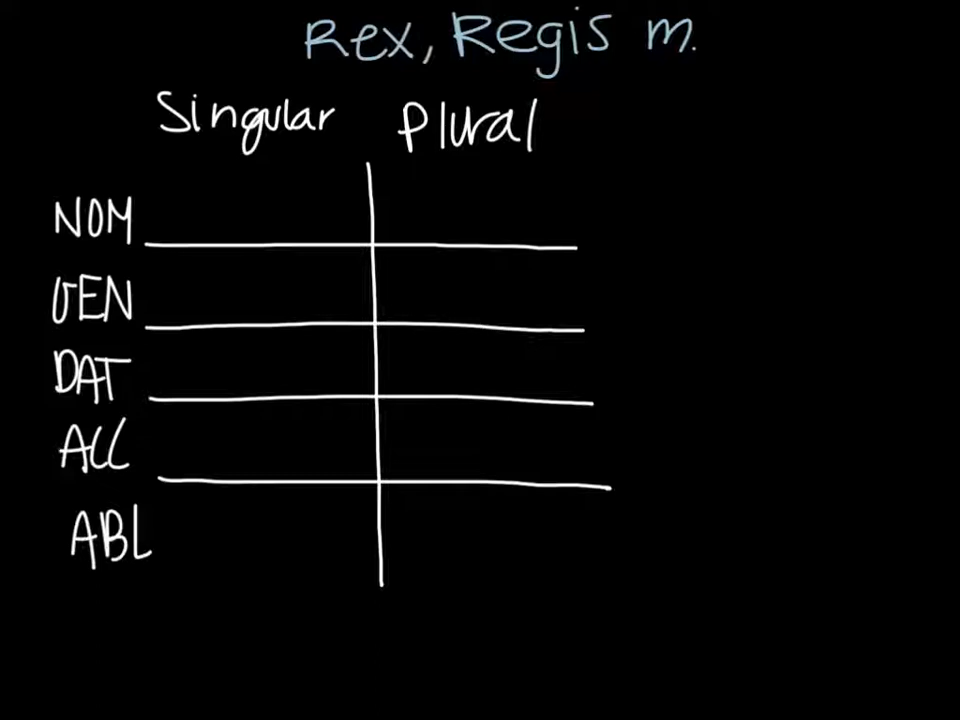 Rex, Regis m.
Singular Plural
NOM
GEN
DAT
ACC
ABL